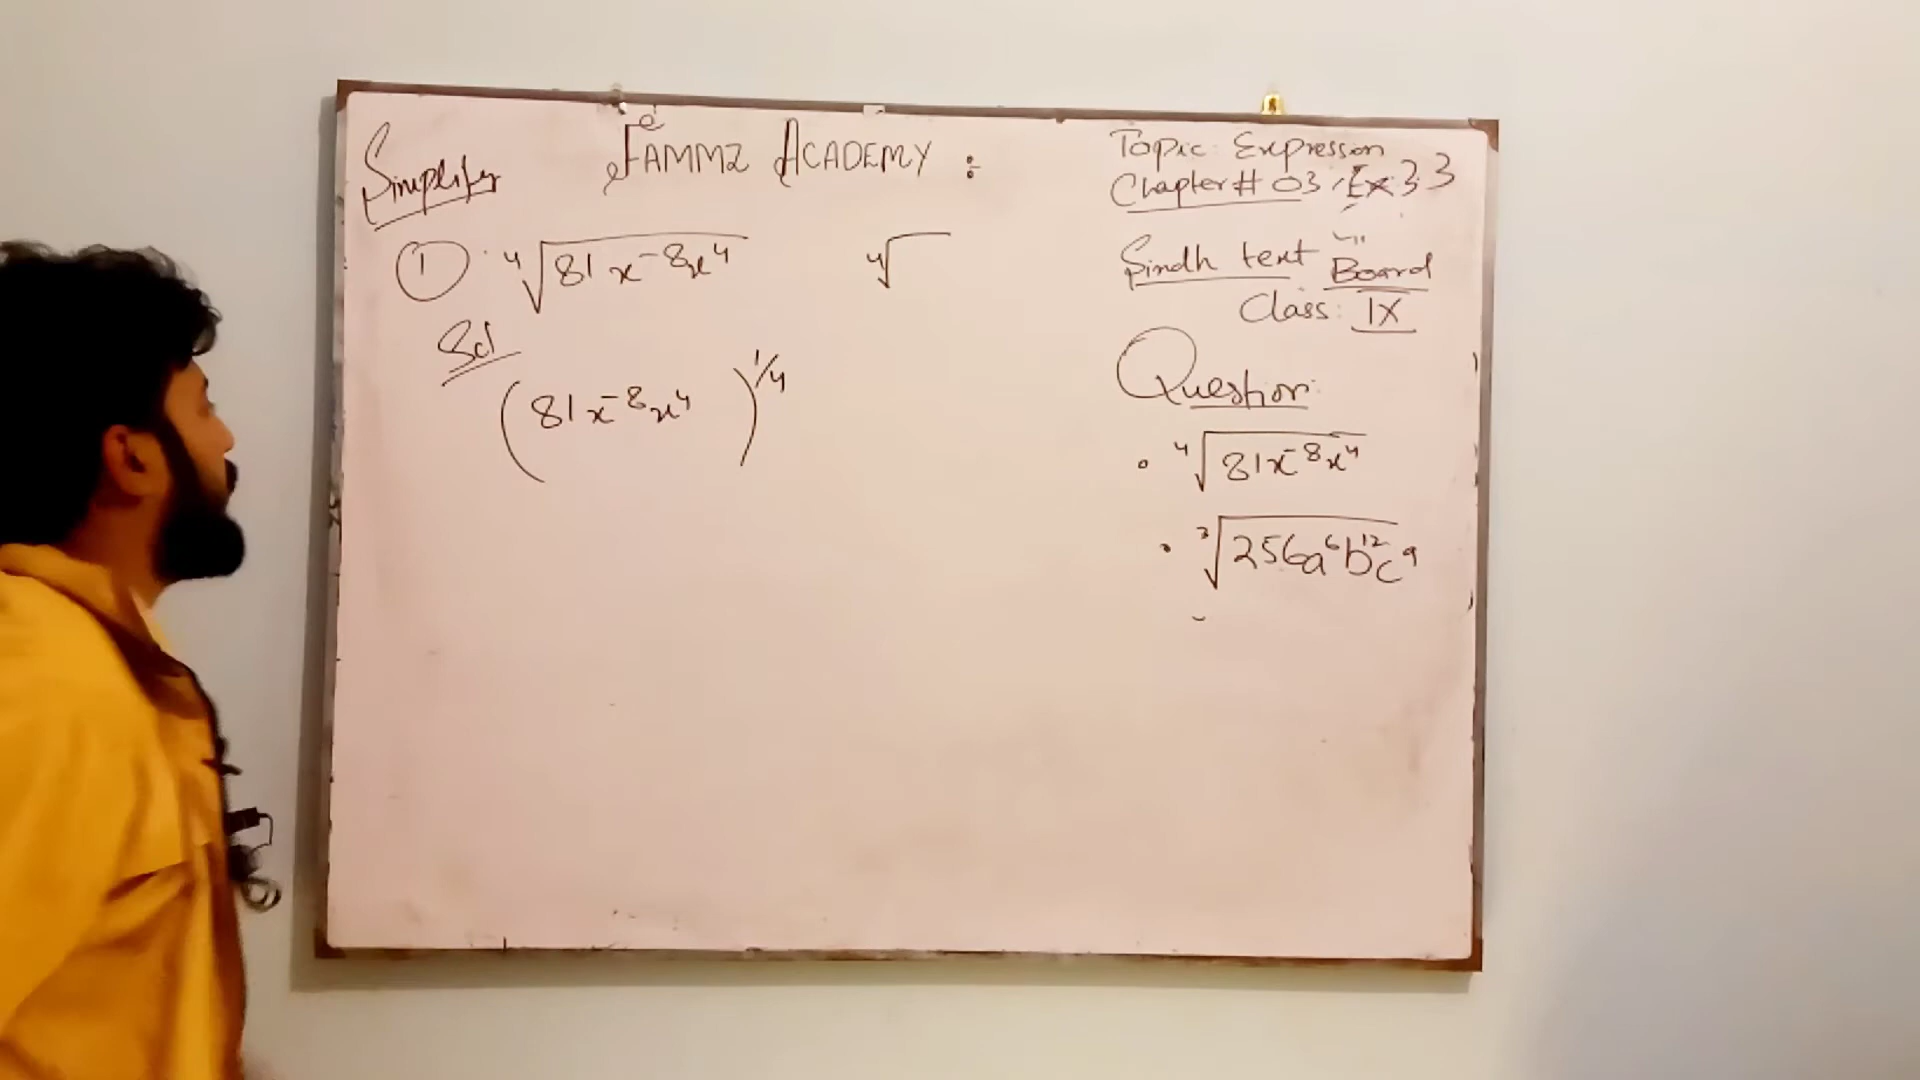 Simplify
FAMMZ ACADEMY :
① ⁴√81x⁻⁸x⁴ ⁴√
Sol
(81x⁻⁸x⁴)^1/4
Topic: Expression
Chapter # 03, Ex 3.3
Sindh text Board
Class: IX
Question:
• ⁴√81x⁻⁸x⁴
• ³√256a⁶b¹²c⁹